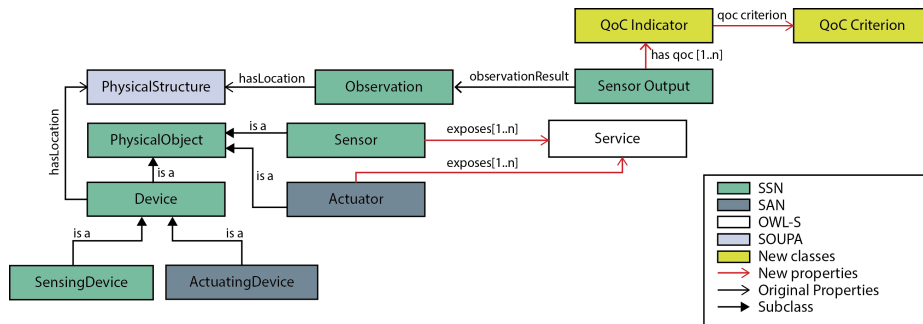 QoC Indicator
qoc criterion
QoC Criterion
has qoc [1..n]
PhysicalStructure
hasLocation
Observation
observationResult
Sensor Output
hasLocation
PhysicalObject
is a
Sensor
exposes[1..n]
Service
is a
is a
exposes[1..n]
Device
Actuator
is a
is a
SensingDevice
ActuatingDevice
SSN
SAN
OWL-S
SOUPA
New classes
New properties
Original Properties
Subclass